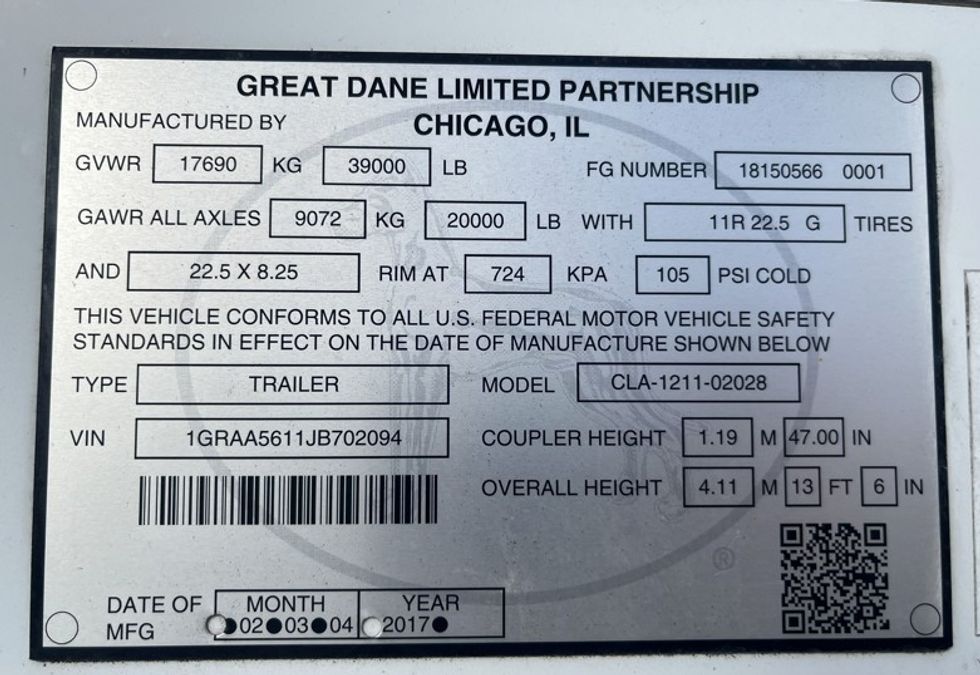 GREAT DANE LIMITED PARTNERSHIP
MANUFACTURED BY CHICAGO, IL
GVWR 17690 KG 39000 LB FG NUMBER 18150566 0001
GAWR ALL AXLES 9072 KG 20000 LB WITH 11R 22.5 G TIRES
AND 22.5 X 8.25 RIM AT 724 KPA 105 PSI COLD
THIS VEHICLE CONFORMS TO ALL U.S. FEDERAL MOTOR VEHICLE SAFETY
STANDARDS IN EFFECT ON THE DATE OF MANUFACTURE SHOWN BELOW
TYPE TRAILER MODEL CLA-1211-02028
VIN 1GRAA5611JB702094 COUPLER HEIGHT 1.19 M 47.00 IN
OVERALL HEIGHT 4.11 M 13 FT 6 IN
®
DATE OF MONTH YEAR
MFG ●02●03●04 2017●